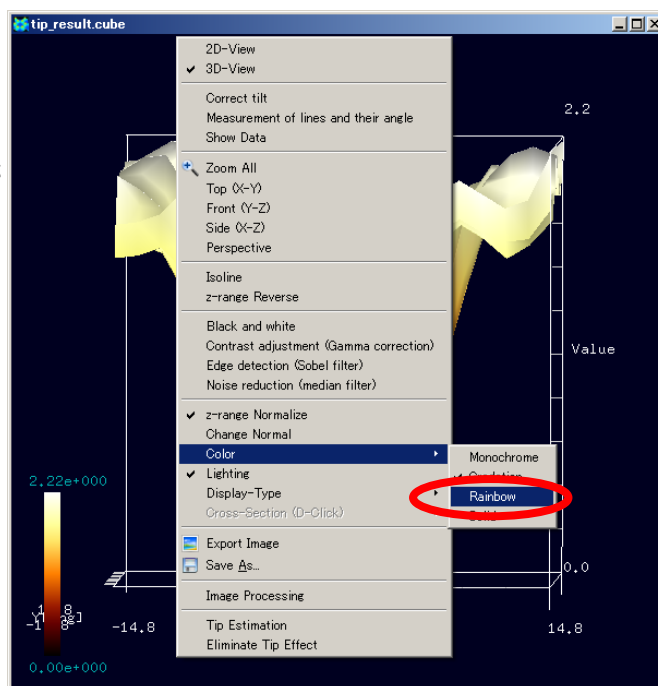 tip_result.cube
2D-View
3D-View
Correct tilt
Measurement of lines and their angle
Show Data
Zoom All
Top (X-Y)
Front (Y-Z)
Side (X-Z)
Perspective
Isoline
z-range Reverse
Black and white
Contrast adjustment (Gamma correction)
Edge detection (Sobel filter)
Noise reduction (median filter)
z-range Normalize
Change Normal
Color
Lighting
Display-Type
Cross-Section (D-Click)
Export Image
Save As...
Image Processing
Tip Estimation
Eliminate Tip Effect
Monochrome
Gradation
Rainbow
Solid
2.2
Value
0.0
14.8
-14.8
2.22e+000
0.00e+000